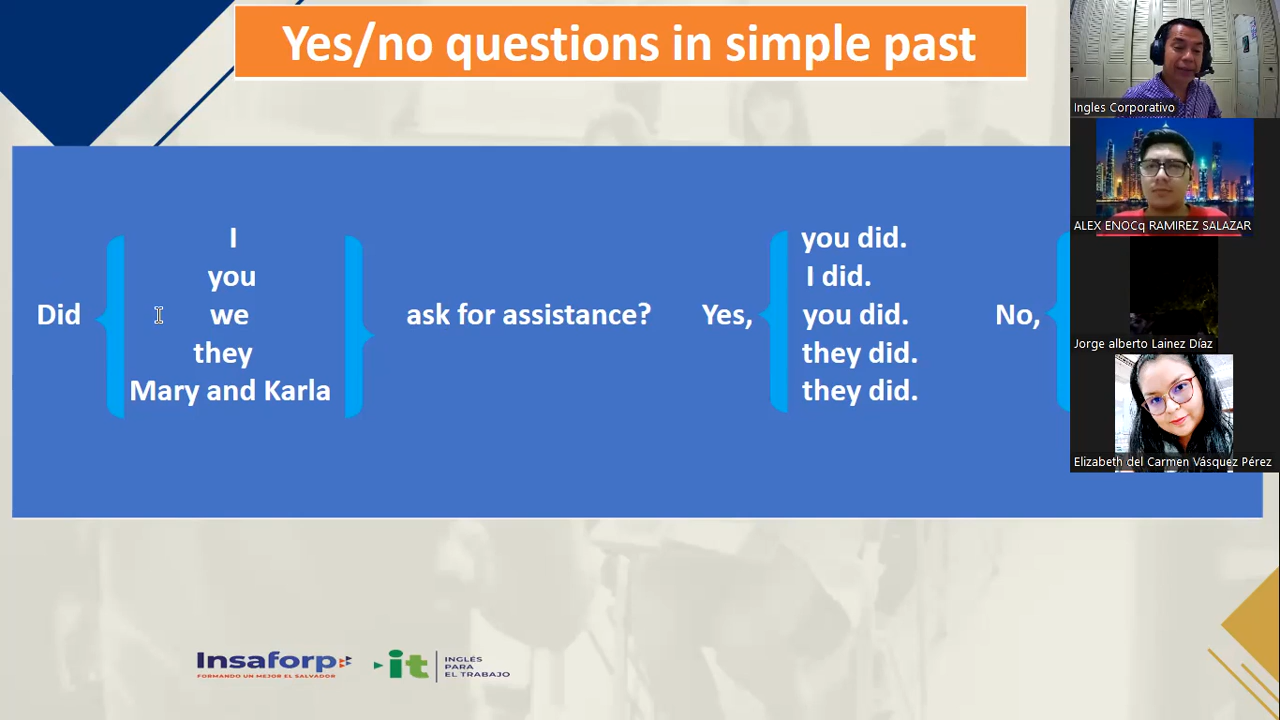 Yes/no questions in simple past
Did
I
you
we
they
Mary and Karla
ask for assistance?
Yes,
you did.
I did.
you did.
they did.
they did.
No,
Ingles Corporativo
ALEX ENOCq RAMIREZ SALAZAR
Jorge alberto Lainez Díaz
Elizabeth del Carmen Vásquez Pérez
Insaforp
FORMANDO UN MEJOR EL SALVADOR
it
INGLÉS
PARA
EL TRABAJO